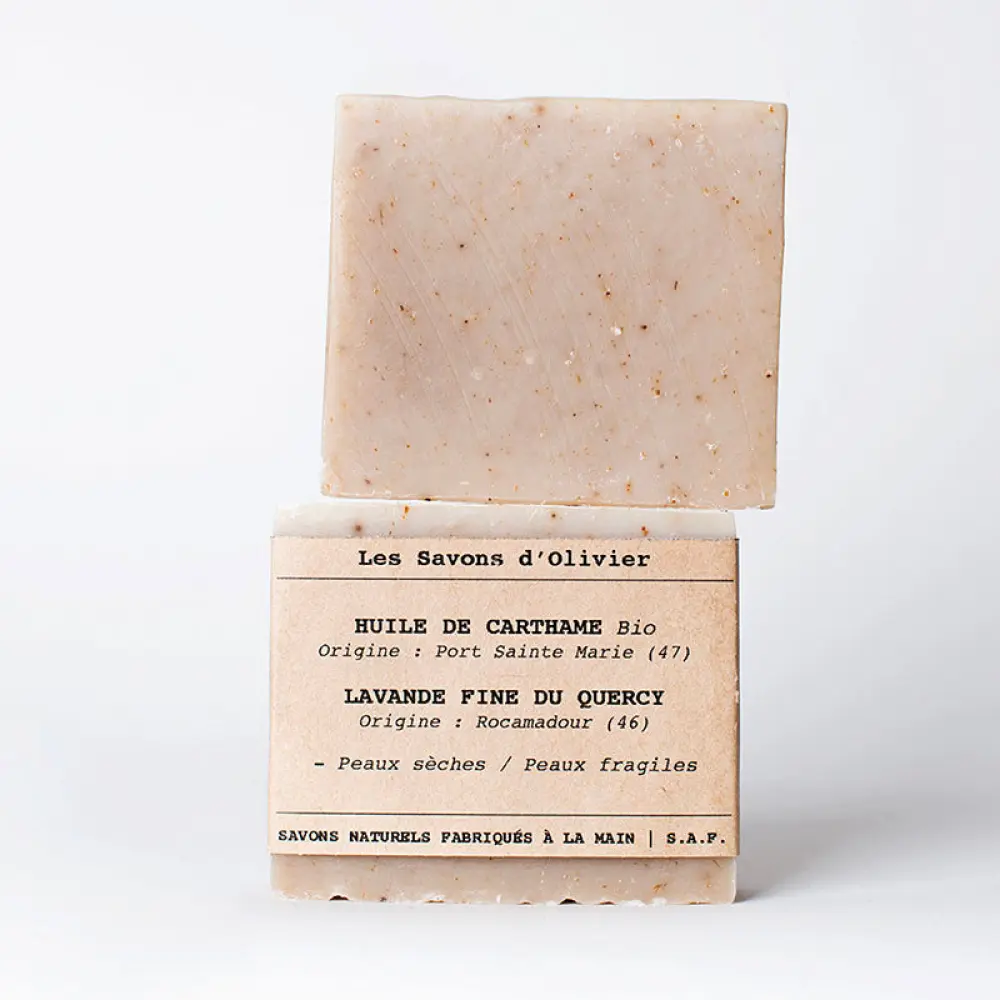 Les Savons d'Olivier
HUILE DE CARTHAME Bio
Origine : Port Sainte Marie (47)
LAVANDE FINE DU QUERCY
Origine : Rocamadour (46)
- Peaux sèches / Peaux fragiles
SAVONS NATURELS FABRIQUÉS À LA MAIN | S.A.F.